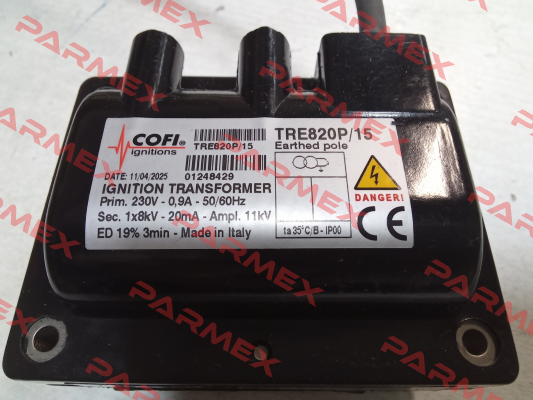 COFI®
ignitions
TRE820P/15
DATE: 11/04/2025
01248429
IGNITION TRANSFORMER
Prim. 230V - 0,9A - 50/60Hz
Sec. 1x8kV - 20mA - Ampl. 11kV
ED 19% 3min - Made in Italy
TRE820P/15
Earthed pole
ta 35°C/B - IP00
DANGER!
CE
PARMEX
PARMEX
PARMEX
PARMEX
PARMEX
PARMEX
PARMEX